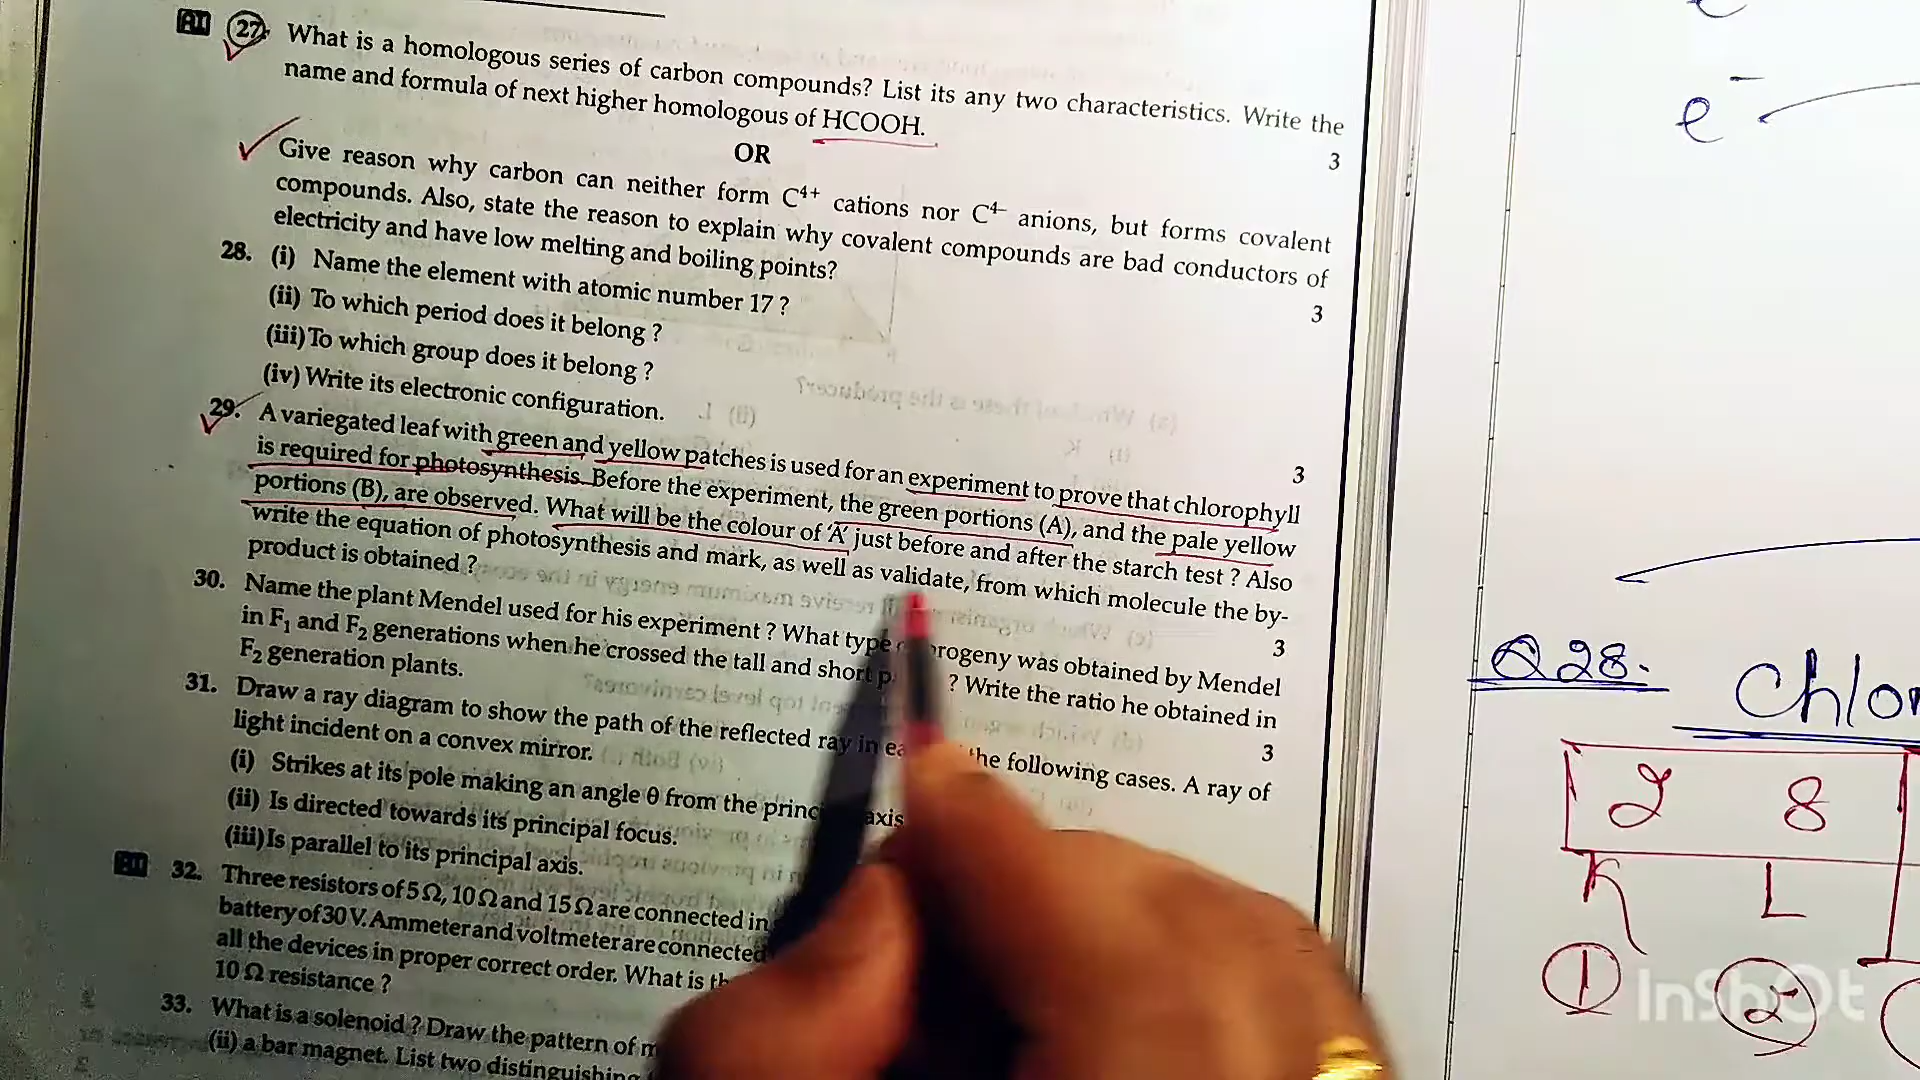 AI 27. What is a homologous series of carbon compounds? List its any two characteristics. Write the
name and formula of next higher homologous of HCOOH. 3
OR
Give reason why carbon can neither form C⁴⁺ cations nor C⁴⁻ anions, but forms covalent
compounds. Also, state the reason to explain why covalent compounds are bad conductors of
electricity and have low melting and boiling points? 3
28. (i) Name the element with atomic number 17 ?
(ii) To which period does it belong ?
(iii) To which group does it belong ?
(iv) Write its electronic configuration. 3
29. A variegated leaf with green and yellow patches is used for an experiment to prove that chlorophyll
is required for photosynthesis. Before the experiment, the green portions (A), and the pale yellow
portions (B), are observed. What will be the colour of 'A' just before and after the starch test ? Also
write the equation of photosynthesis and mark, as well as validate, from which molecule the by-
product is obtained ? 3
30. Name the plant Mendel used for his experiment ? What type progeny was obtained by Mendel
in F₁ and F₂ generations when he crossed the tall and short ? Write the ratio he obtained in
F₂ generation plants. 3
31. Draw a ray diagram to show the path of the reflected ray in the following cases. A ray of
light incident on a convex mirror.
(i) Strikes at its pole making an angle θ from the axis
(ii) Is directed towards its principal focus.
(iii) Is parallel to its principal axis.
32. Three resistors of 5 Ω, 10 Ω and 15 Ω are connected in
battery of 30 V. Ammeter and voltmeter are connected
all the devices in proper correct order. What is
10 Ω resistance ?
33. What is a solenoid ? Draw the pattern of
(ii) a bar magnet. List two distinguishing
e⁻
Q28.
2 8
K L
1 2
InShOt